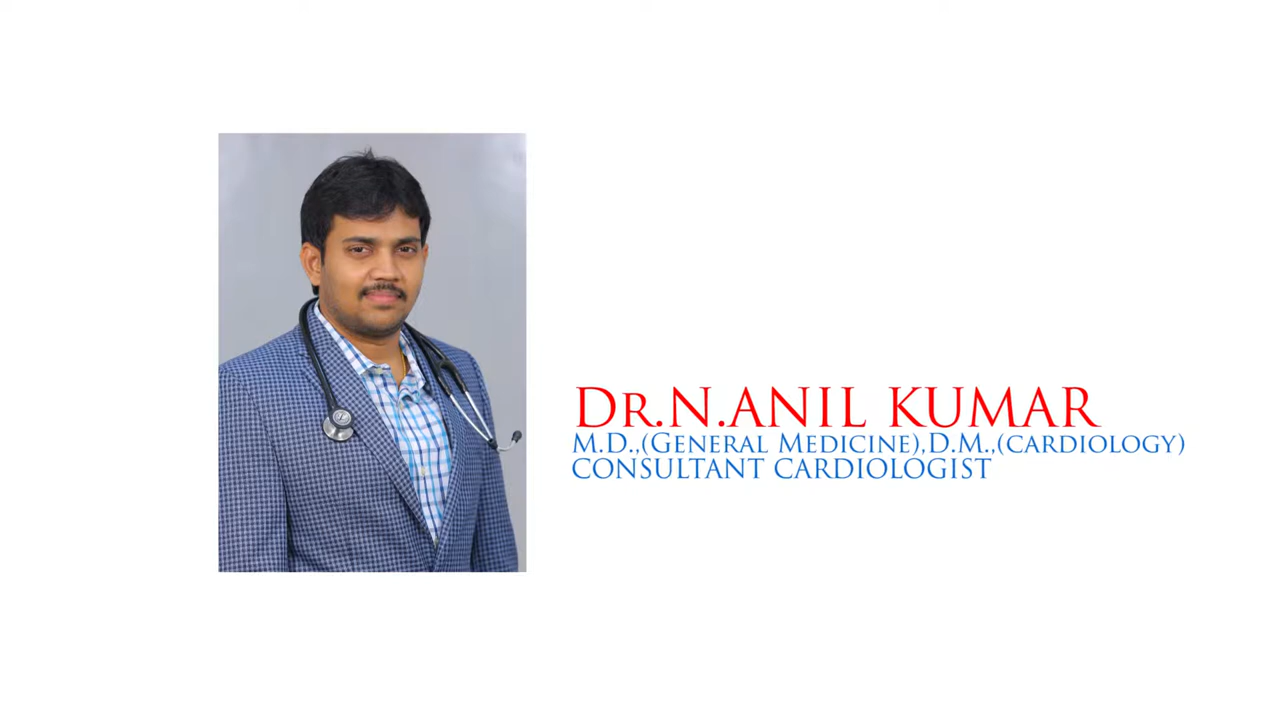 Dr.N.ANIL KUMAR
M.D.,(General Medicine),D.M.,(cardiology)
CONSULTANT CARDIOLOGIST